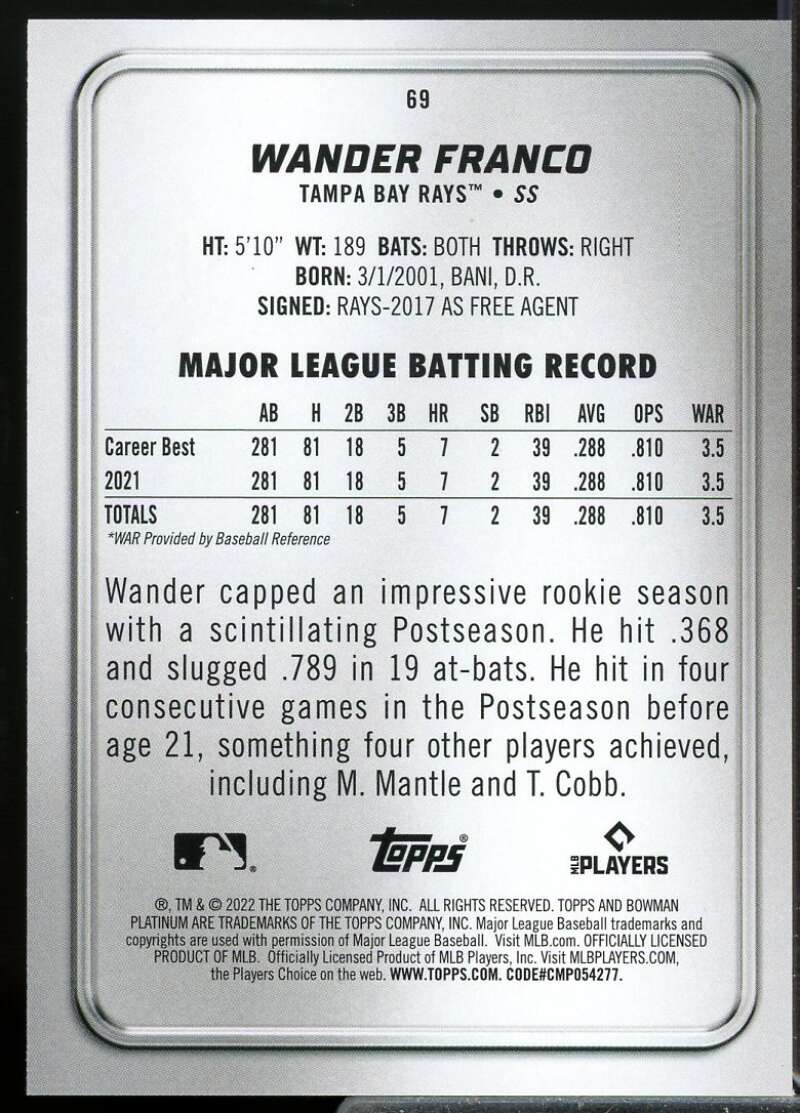 69
WANDER FRANCO
TAMPA BAY RAYS™ • SS
HT: 5'10" WT: 189 BATS: BOTH THROWS: RIGHT
BORN: 3/1/2001, BANI, D.R.
SIGNED: RAYS-2017 AS FREE AGENT
MAJOR LEAGUE BATTING RECORD
AB H 2B 3B HR SB RBI AVG OPS WAR
Career Best 281 81 18 5 7 2 39 .288 .810 3.5
2021 281 81 18 5 7 2 39 .288 .810 3.5
TOTALS 281 81 18 5 7 2 39 .288 .810 3.5
*WAR Provided by Baseball Reference
Wander capped an impressive rookie season
with a scintillating Postseason. He hit .368
and slugged .789 in 19 at-bats. He hit in four
consecutive games in the Postseason before
age 21, something four other players achieved,
including M. Mantle and T. Cobb.
® Topps® MLB PLAYERS
®, TM & © 2022 THE TOPPS COMPANY, INC. ALL RIGHTS RESERVED. TOPPS AND BOWMAN
PLATINUM ARE TRADEMARKS OF THE TOPPS COMPANY, INC. Major League Baseball trademarks and
copyrights are used with permission of Major League Baseball. Visit MLB.com. OFFICIALLY LICENSED
PRODUCT OF MLB. Officially Licensed Product of MLB Players, Inc. Visit MLBPLAYERS.COM,
the Players Choice on the web. WWW.TOPPS.COM. CODE#CMP054277.